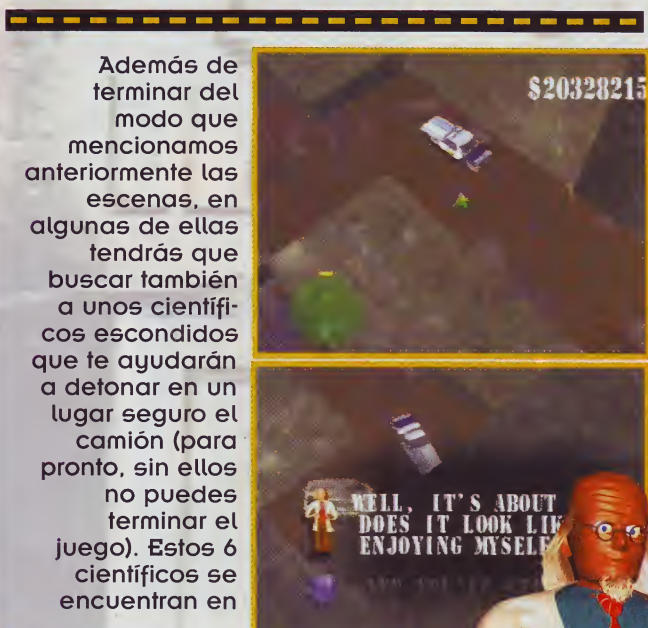 Además de
terminar del
modo que
mencionamos
anteriormente las
escenas, en
algunas de ellas
tendrás que
buscar también
a unos científi-
cos escondidos
que te ayudarán
a detonar en un
lugar seguro el
camión (para
pronto, sin ellos
no puedes
terminar el
juego). Estos 6
científicos se
encuentran en
$20328215
WELL, IT'S ABOUT
DOES IT LOOK LIK
ENJOYING MYSELF